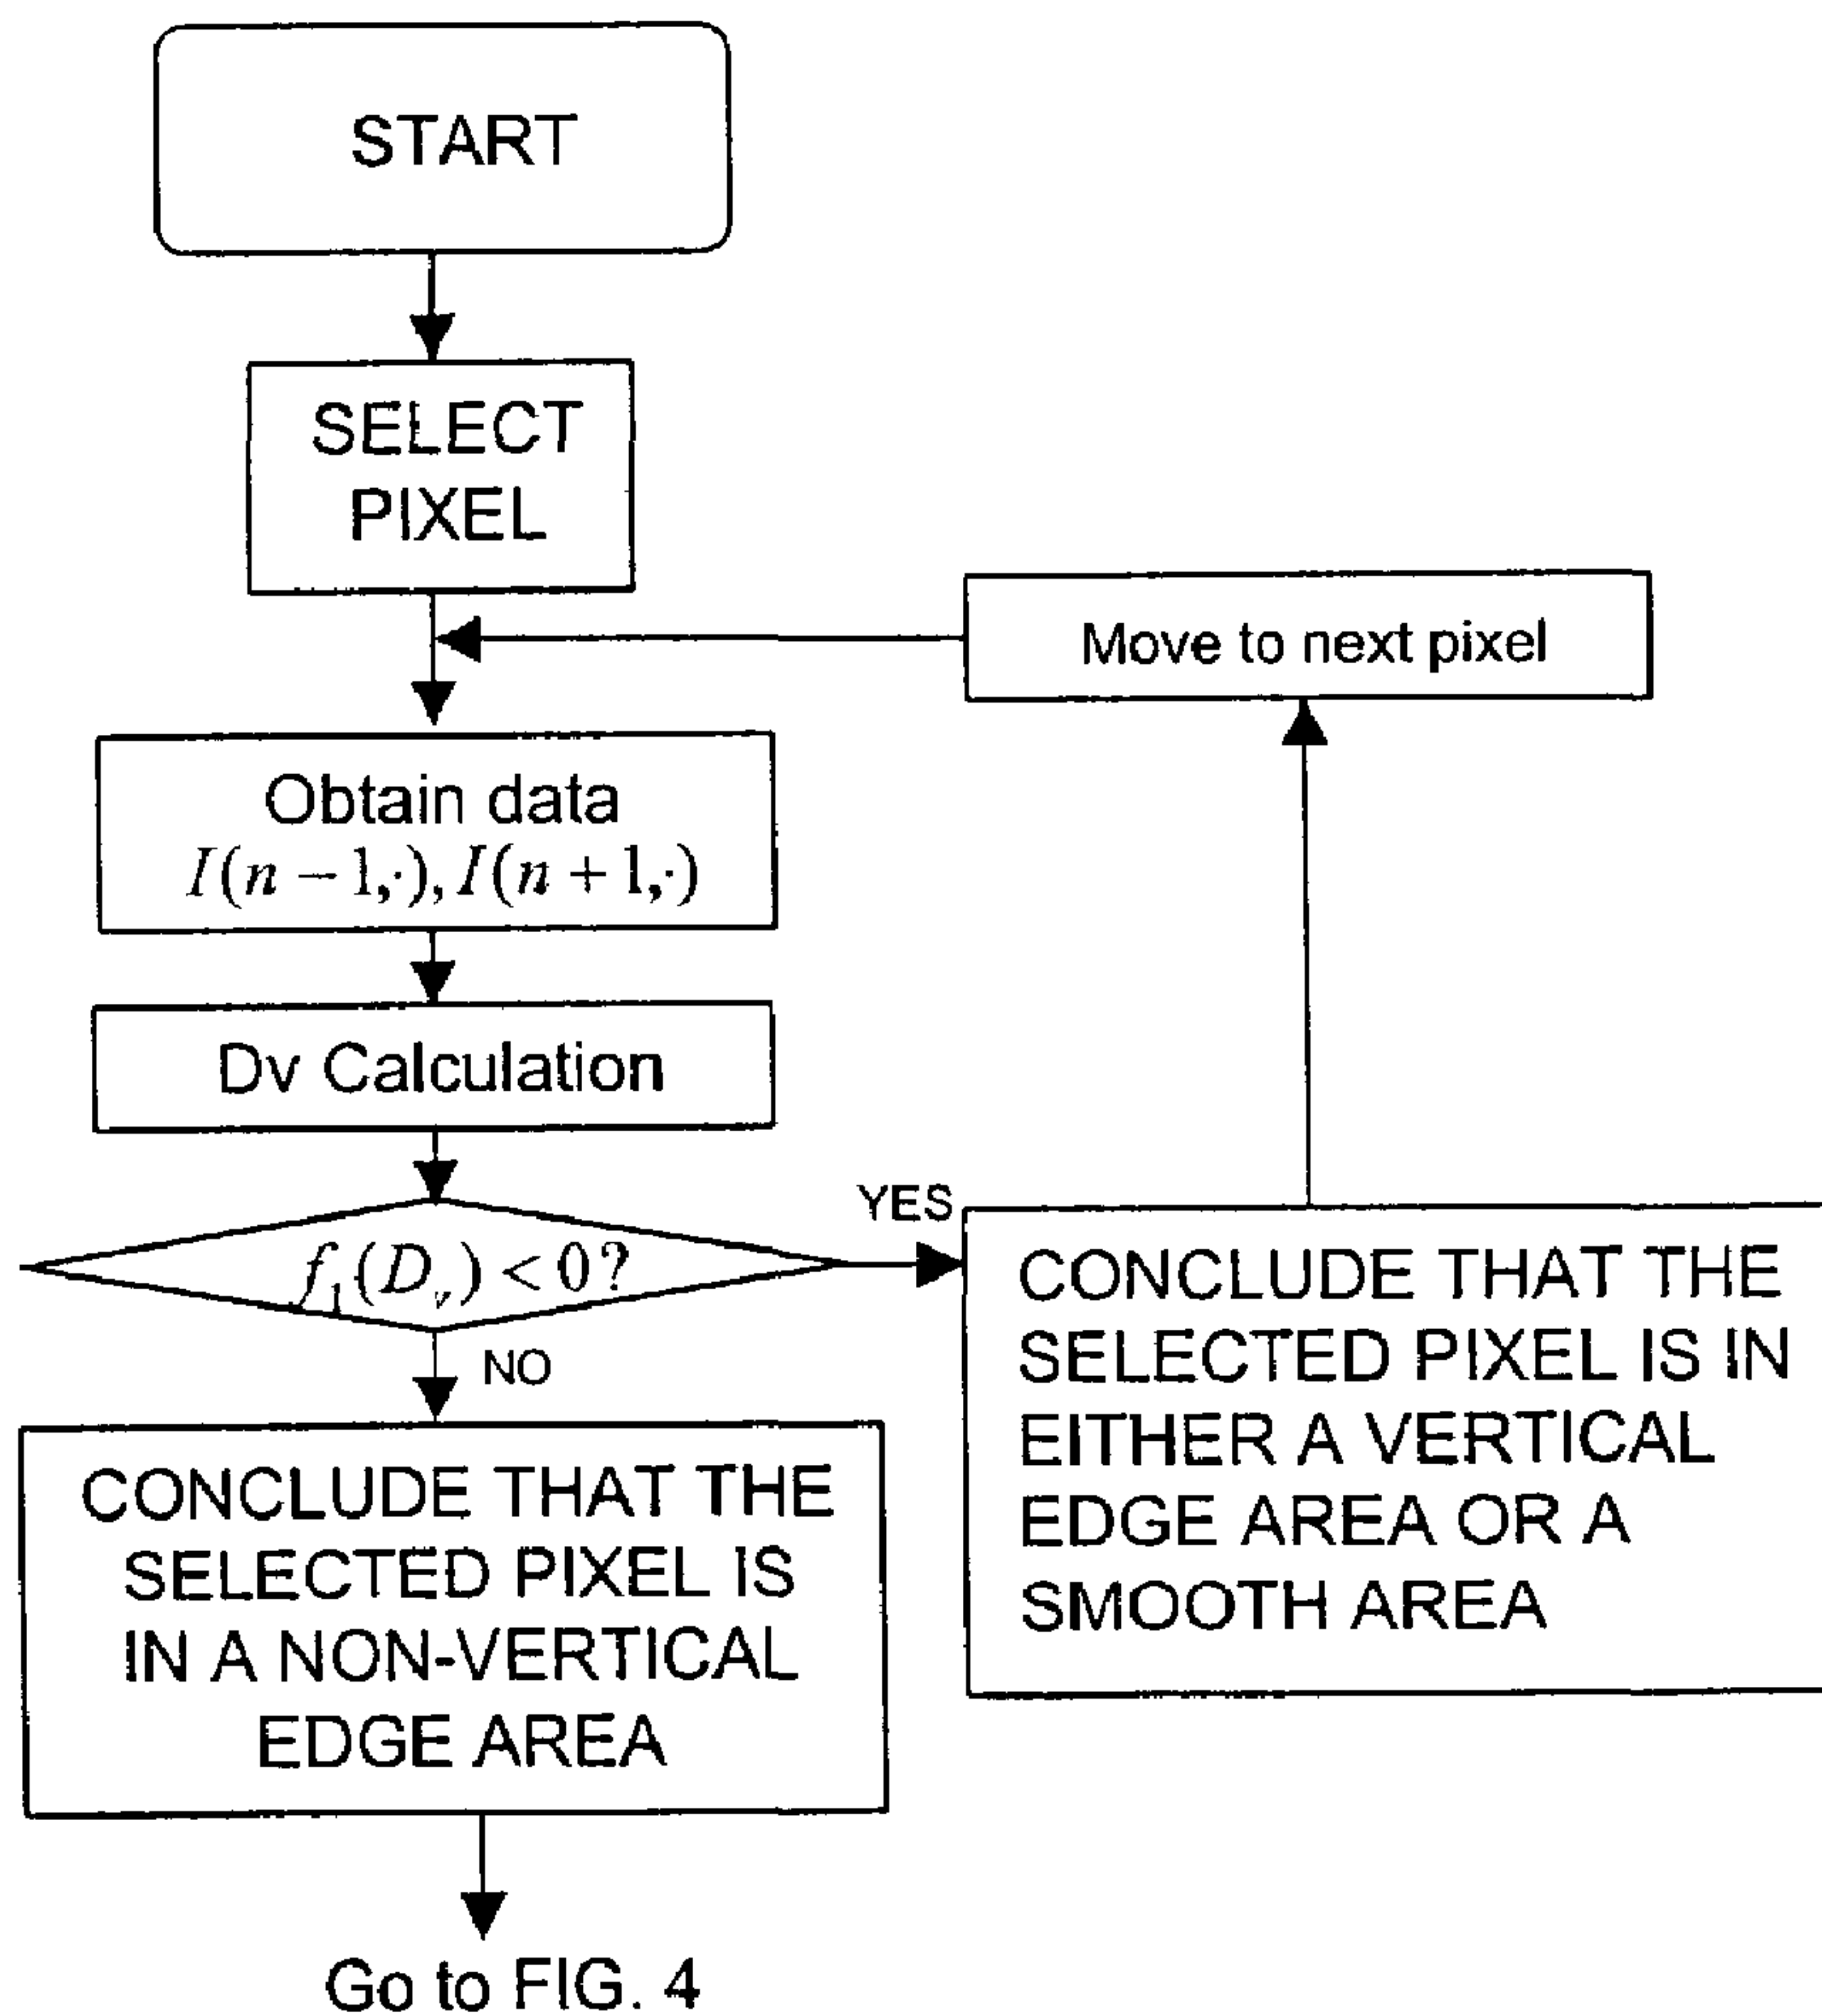 START
SELECT
PIXEL
Move to next pixel
Obtain data
I(n − 1,·), I(n + 1,·)
Dv Calculation
f₁(Dᵥ) < 0 ?
YES
NO
CONCLUDE THAT THE
SELECTED PIXEL IS IN
EITHER A VERTICAL
EDGE AREA OR A
SMOOTH AREA
CONCLUDE THAT THE
SELECTED PIXEL IS
IN A NON-VERTICAL
EDGE AREA
Go to FIG. 4